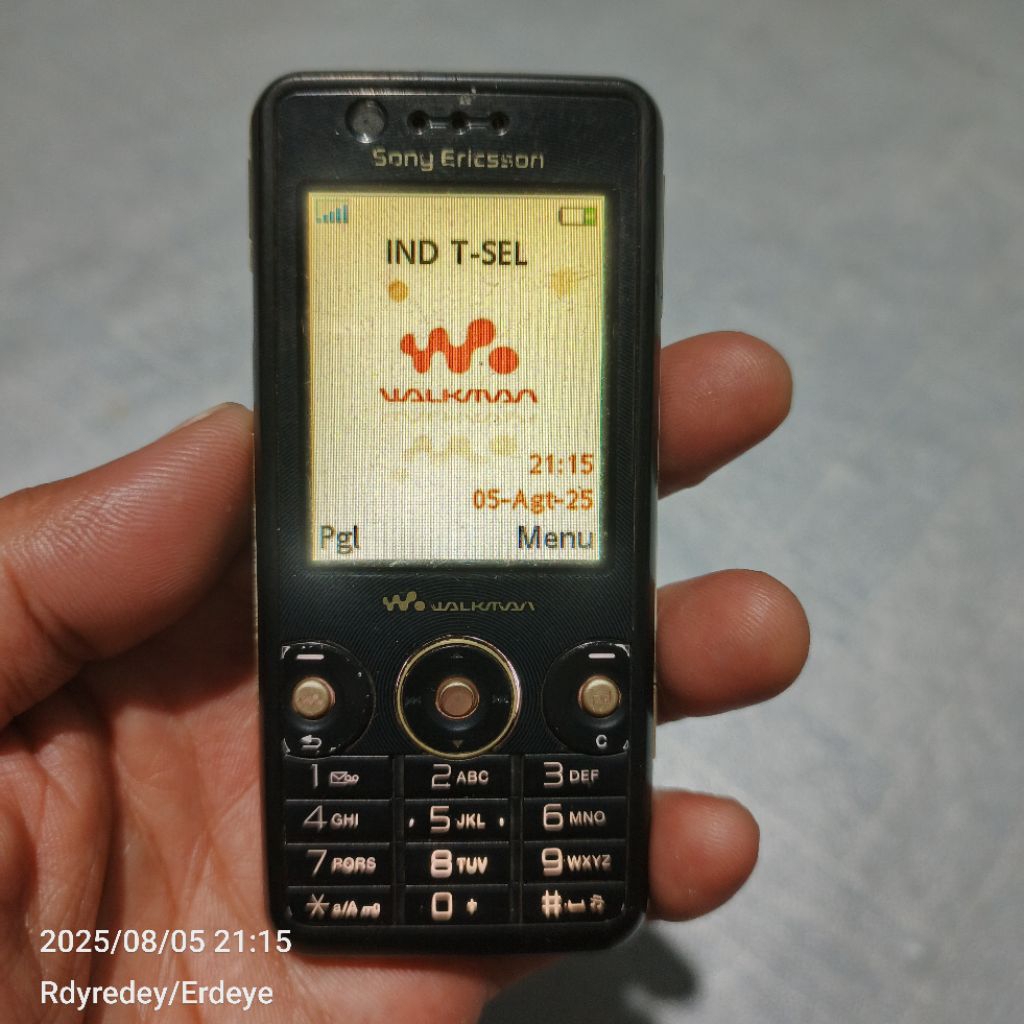 Sony Ericsson
IND T-SEL
WALKMAN
21:15
05-Agt-25
Pgl Menu
WALKMAN
C
1 2 ABC 3 DEF
4 GHI 5 JKL 6 MNO
7 PQRS 8 TUV 9 WXYZ
* a/A 0 + #
2025/08/05 21:15
Rdyredey/Erdeye